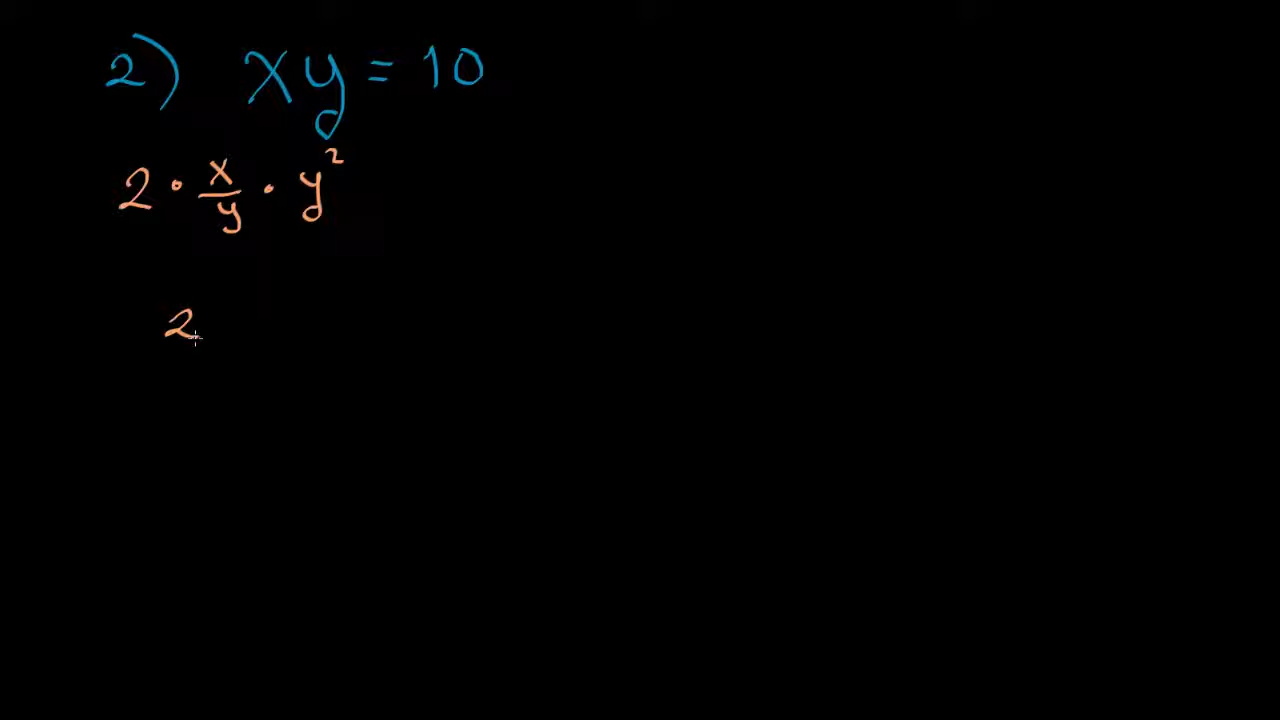 2) xy = 10
2 · x/y · y²
2